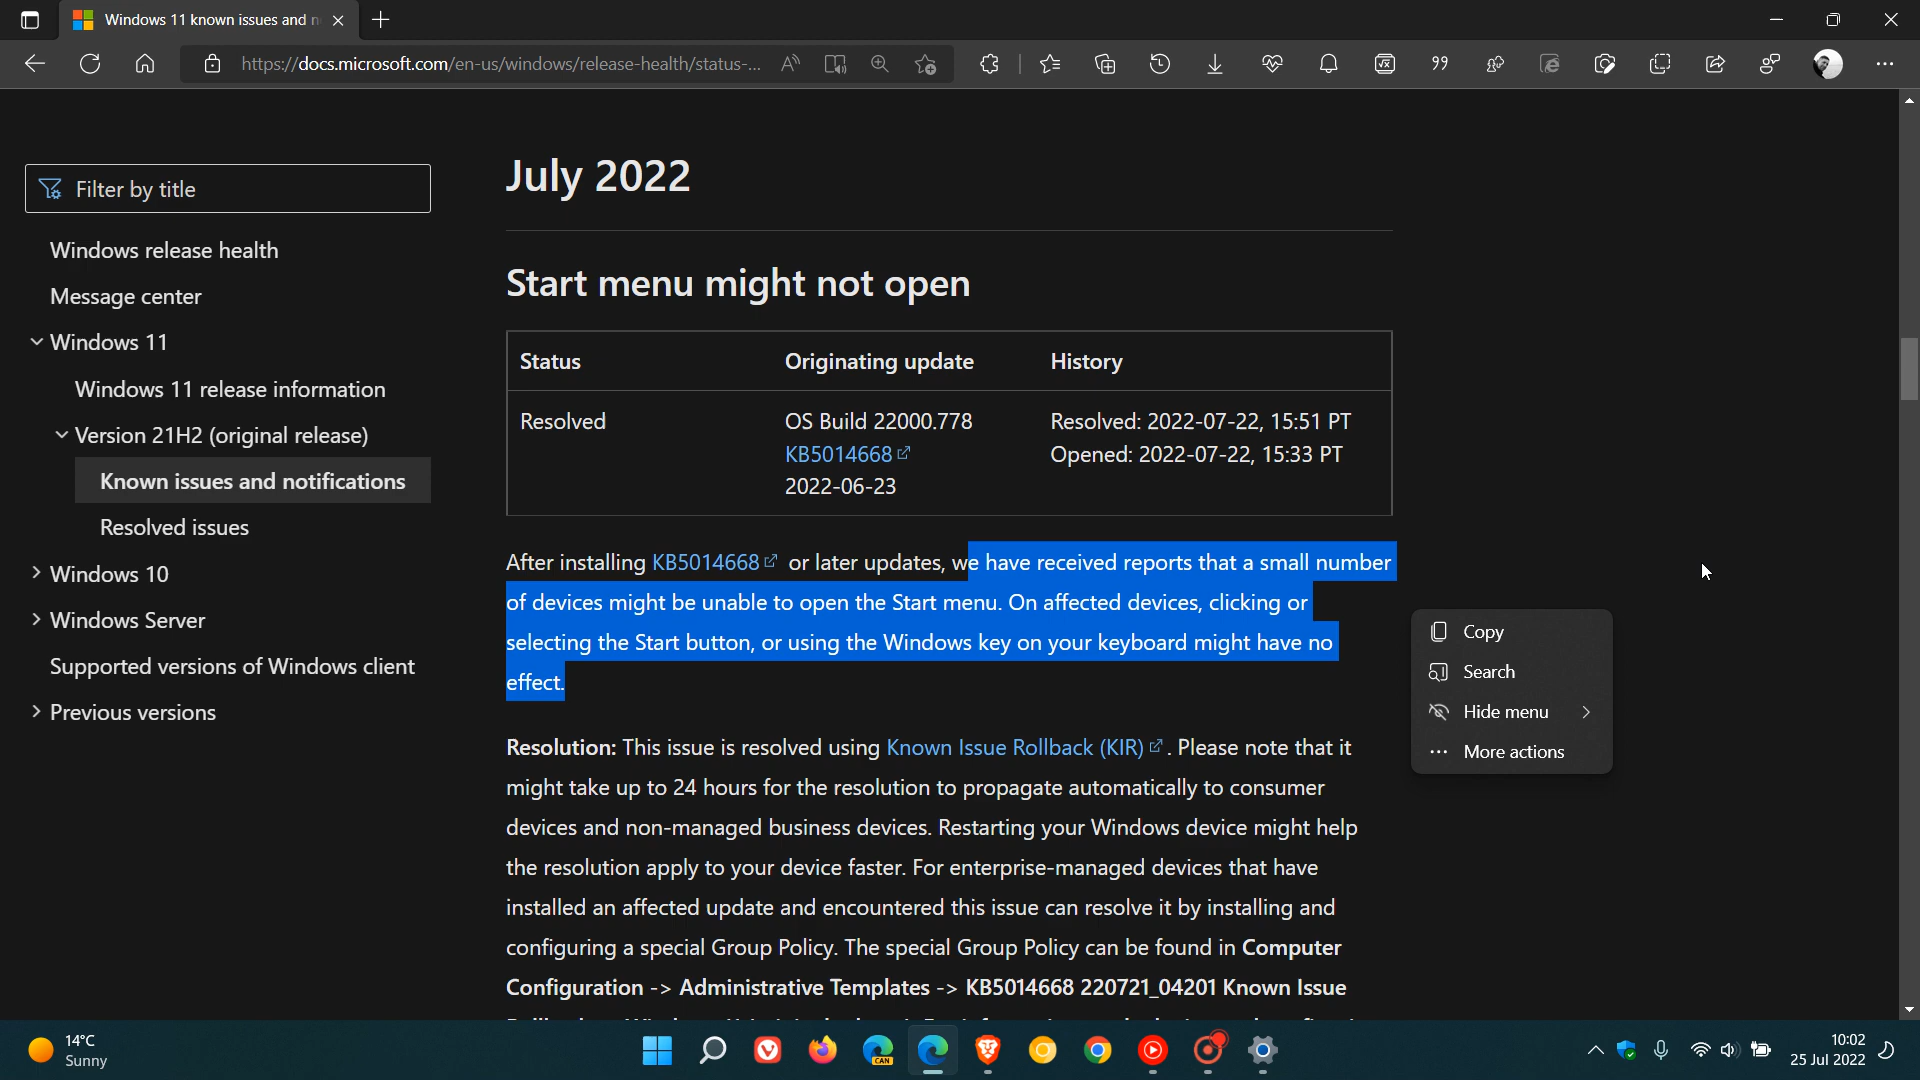 Windows 11 known issues and n
https://docs.microsoft.com/en-us/windows/release-health/status-...
Filter by title
Windows release health
Message center
Windows 11
Windows 11 release information
Version 21H2 (original release)
Known issues and notifications
Resolved issues
Windows 10
Windows Server
Supported versions of Windows client
Previous versions
July 2022
Start menu might not open
Status Originating update History
Resolved OS Build 22000.778 Resolved: 2022-07-22, 15:51 PT
KB5014668 Opened: 2022-07-22, 15:33 PT
2022-06-23
After installing KB5014668 or later updates, we have received reports that a small number
of devices might be unable to open the Start menu. On affected devices, clicking or
selecting the Start button, or using the Windows key on your keyboard might have no
effect.
Resolution: This issue is resolved using Known Issue Rollback (KIR) . Please note that it
might take up to 24 hours for the resolution to propagate automatically to consumer
devices and non-managed business devices. Restarting your Windows device might help
the resolution apply to your device faster. For enterprise-managed devices that have
installed an affected update and encountered this issue can resolve it by installing and
configuring a special Group Policy. The special Group Policy can be found in Computer
Configuration -> Administrative Templates -> KB5014668 220721_04201 Known Issue
Copy
Search
Hide menu
More actions
14°C
Sunny
CAN
10:02
25 Jul 2022